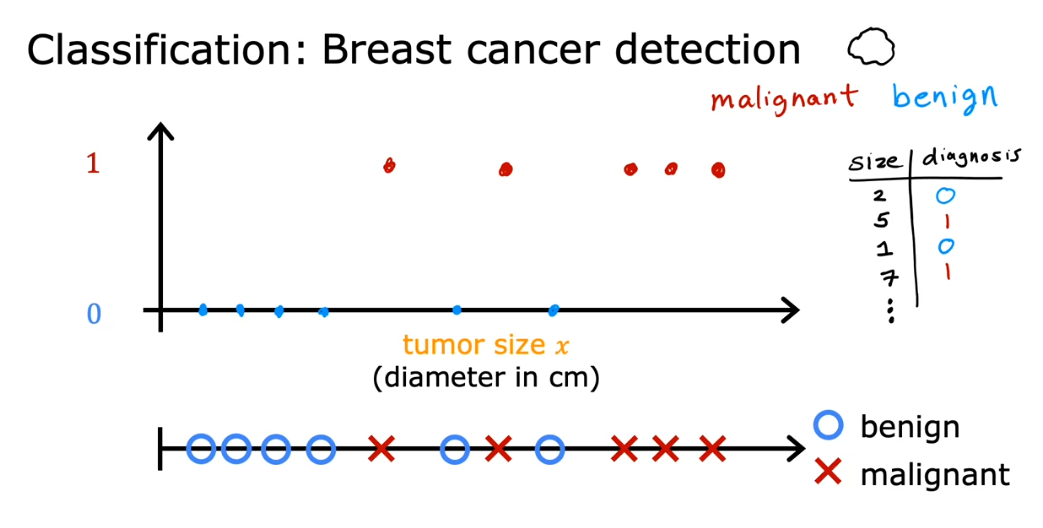 Classification: Breast cancer detection
malignant benign
size diagnosis
2 0
5 1
1 0
7 1
⋮
1
0
tumor size x
(diameter in cm)
benign
malignant